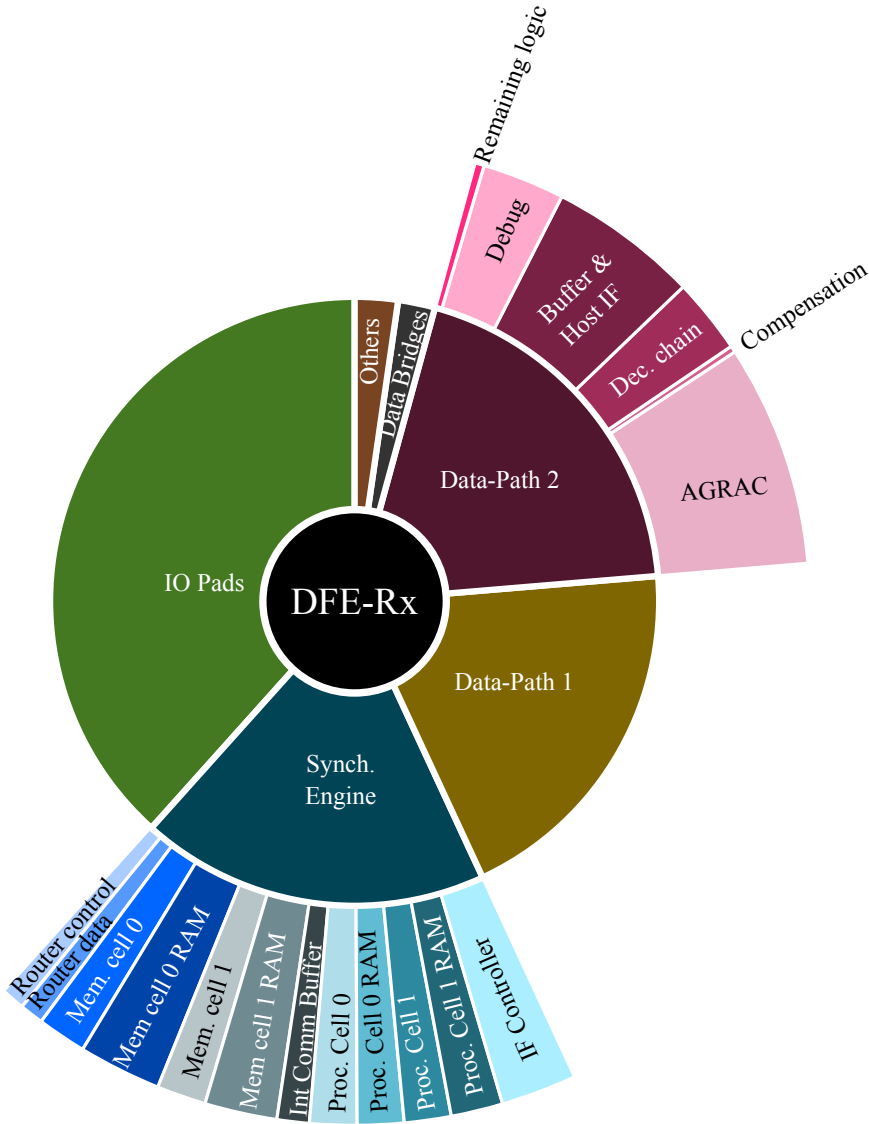 Remaining logic
Debug
Buffer &
Host IF
Dec. chain
Compensation
AGRAC
Others
Data Bridges
Data-Path 2
IO Pads
DFE-Rx
Data-Path 1
Synch.
Engine
Router control
Router data
Mem. cell 0
Mem cell 0 RAM
Mem. cell 1
Mem cell 1 RAM
Int Comm Buffer
Proc. Cell 0
Proc. Cell 0 RAM
Proc. Cell 1
Proc. Cell 1 RAM
IF Controller